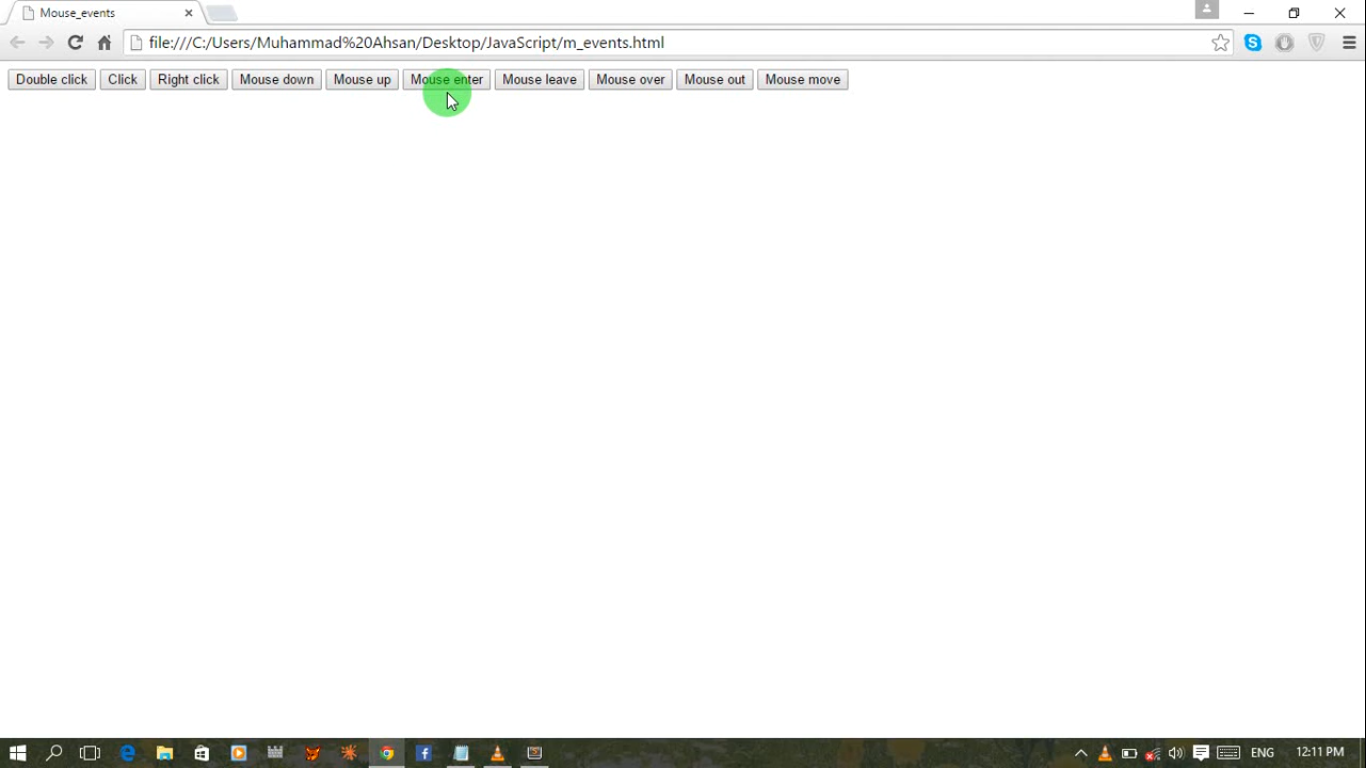 Mouse_events
file:///C:/Users/Muhammad%20Ahsan/Desktop/JavaScript/m_events.html
Double click Click Right click Mouse down Mouse up Mouse enter Mouse leave Mouse over Mouse out Mouse move
ENG 12:11 PM